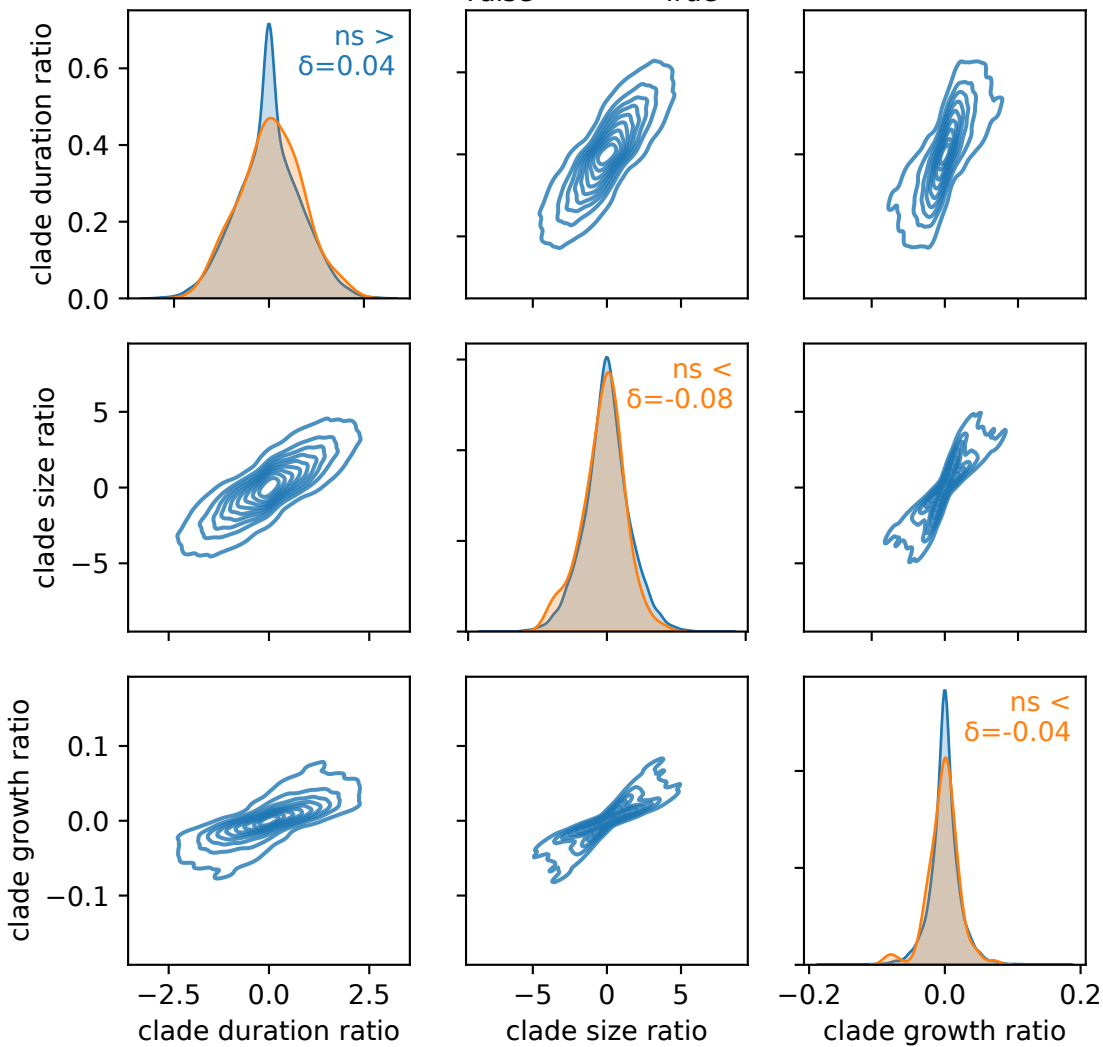 clade duration ratio
0.6
0.4
0.2
0.0
ns >
δ=0.04
clade size ratio
5
0
−5
ns <
δ=-0.08
clade growth ratio
0.1
0.0
−0.1
ns <
δ=-0.04
−2.5 0.0 2.5
−5 0 5
−0.2 0.0 0.2
clade duration ratio
clade size ratio
clade growth ratio